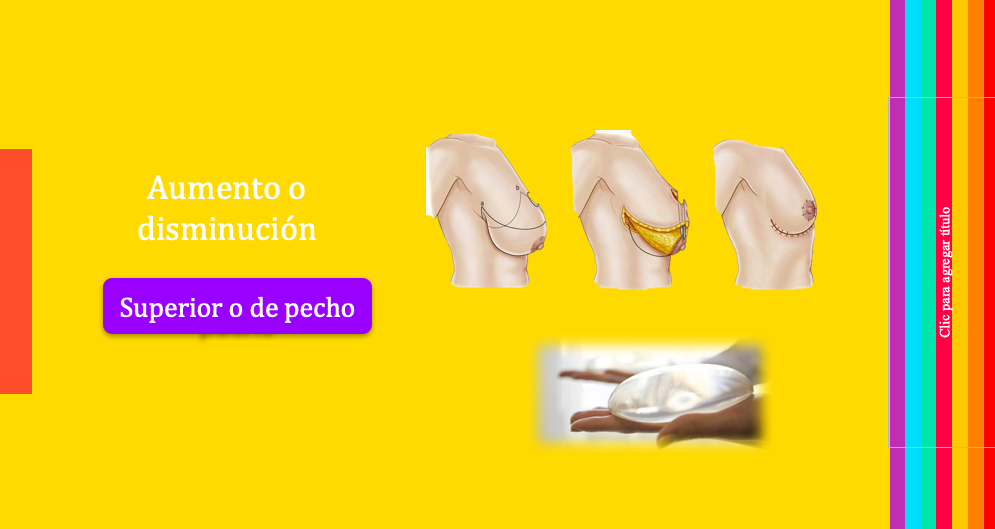 Aumento o
disminución
Superior o de pecho
Clic para agregar título